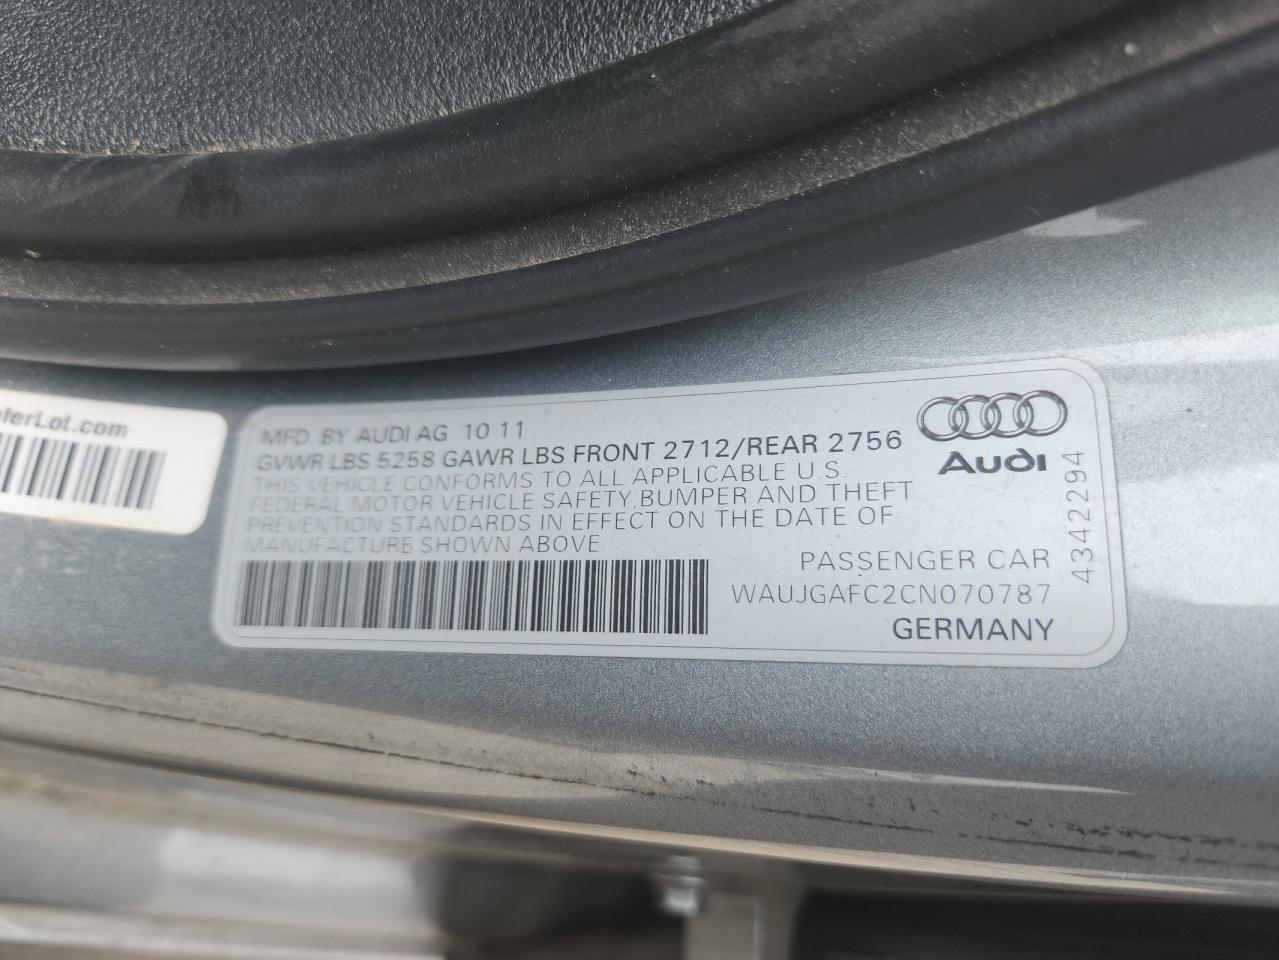 terLot.com
MFD. BY AUDI AG 10 11
GVWR LBS 5258 GAWR LBS FRONT 2712/REAR 2756
THIS VEHICLE CONFORMS TO ALL APPLICABLE U.S.
FEDERAL MOTOR VEHICLE SAFETY, BUMPER AND THEFT
PREVENTION STANDARDS IN EFFECT ON THE DATE OF
MANUFACTURE SHOWN ABOVE
Audi
4342294
PASSENGER CAR
WAUJGAFC2CN070787
GERMANY